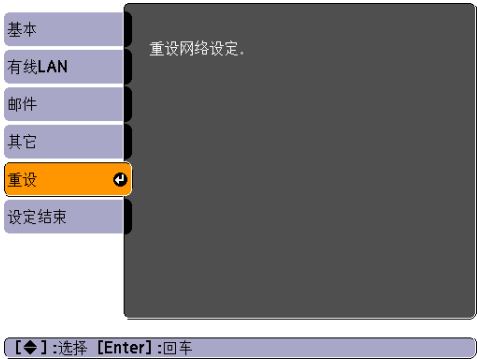 基本
有线LAN
邮件
其它
重设
设定结束
重设网络设定.
[◆] :选择 [Enter] :回车